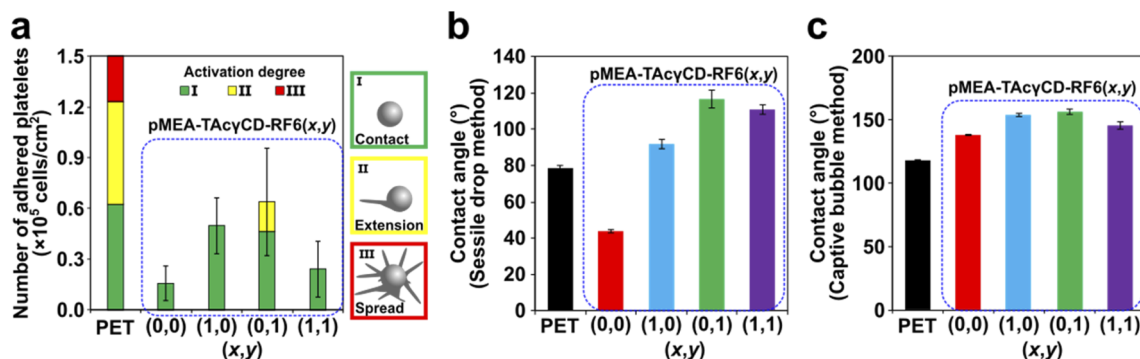 a
Number of adhered platelets
(×10⁵ cells/cm²)
1.5
1.2
0.9
0.6
0.3
0.0
Activation degree
I II III
pMEA-TAcγCD-RF6(x,y)
PET (0,0) (1,0) (0,1) (1,1)
(x,y)
I
Contact
II
Extension
III
Spread
b
Contact angle (°)
(Sessile drop method)
140
120
100
80
60
40
20
0
pMEA-TAcγCD-RF6(x,y)
PET (0,0) (1,0) (0,1) (1,1)
(x,y)
c
Contact angle (°)
(Captive bubble method)
200
150
100
50
0
pMEA-TAcγCD-RF6(x,y)
PET (0,0) (1,0) (0,1) (1,1)
(x,y)